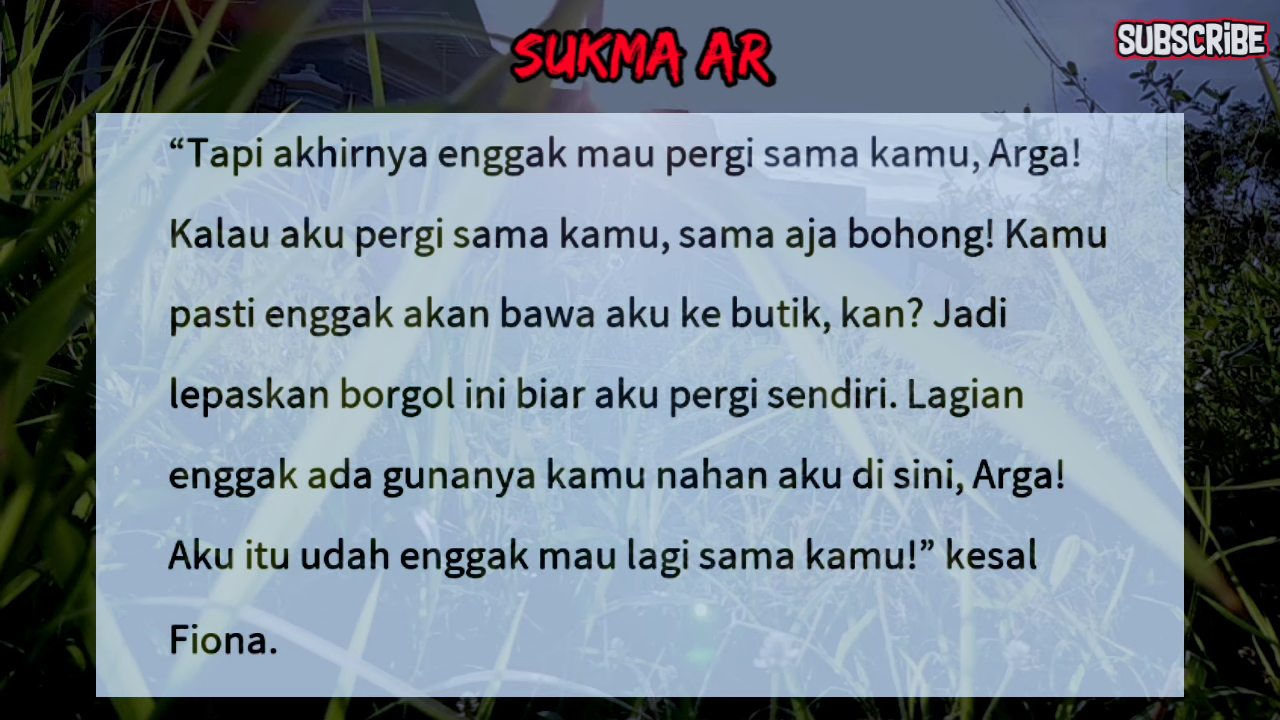 SUKMA AR
SUBSCRIBE
“Tapi akhirnya enggak mau pergi sama kamu, Arga!
Kalau aku pergi sama kamu, sama aja bohong! Kamu
pasti enggak akan bawa aku ke butik, kan? Jadi
lepaskan borgol ini biar aku pergi sendiri. Lagian
enggak ada gunanya kamu nahan aku di sini, Arga!
Aku itu udah enggak mau lagi sama kamu!” kesal
Fiona.